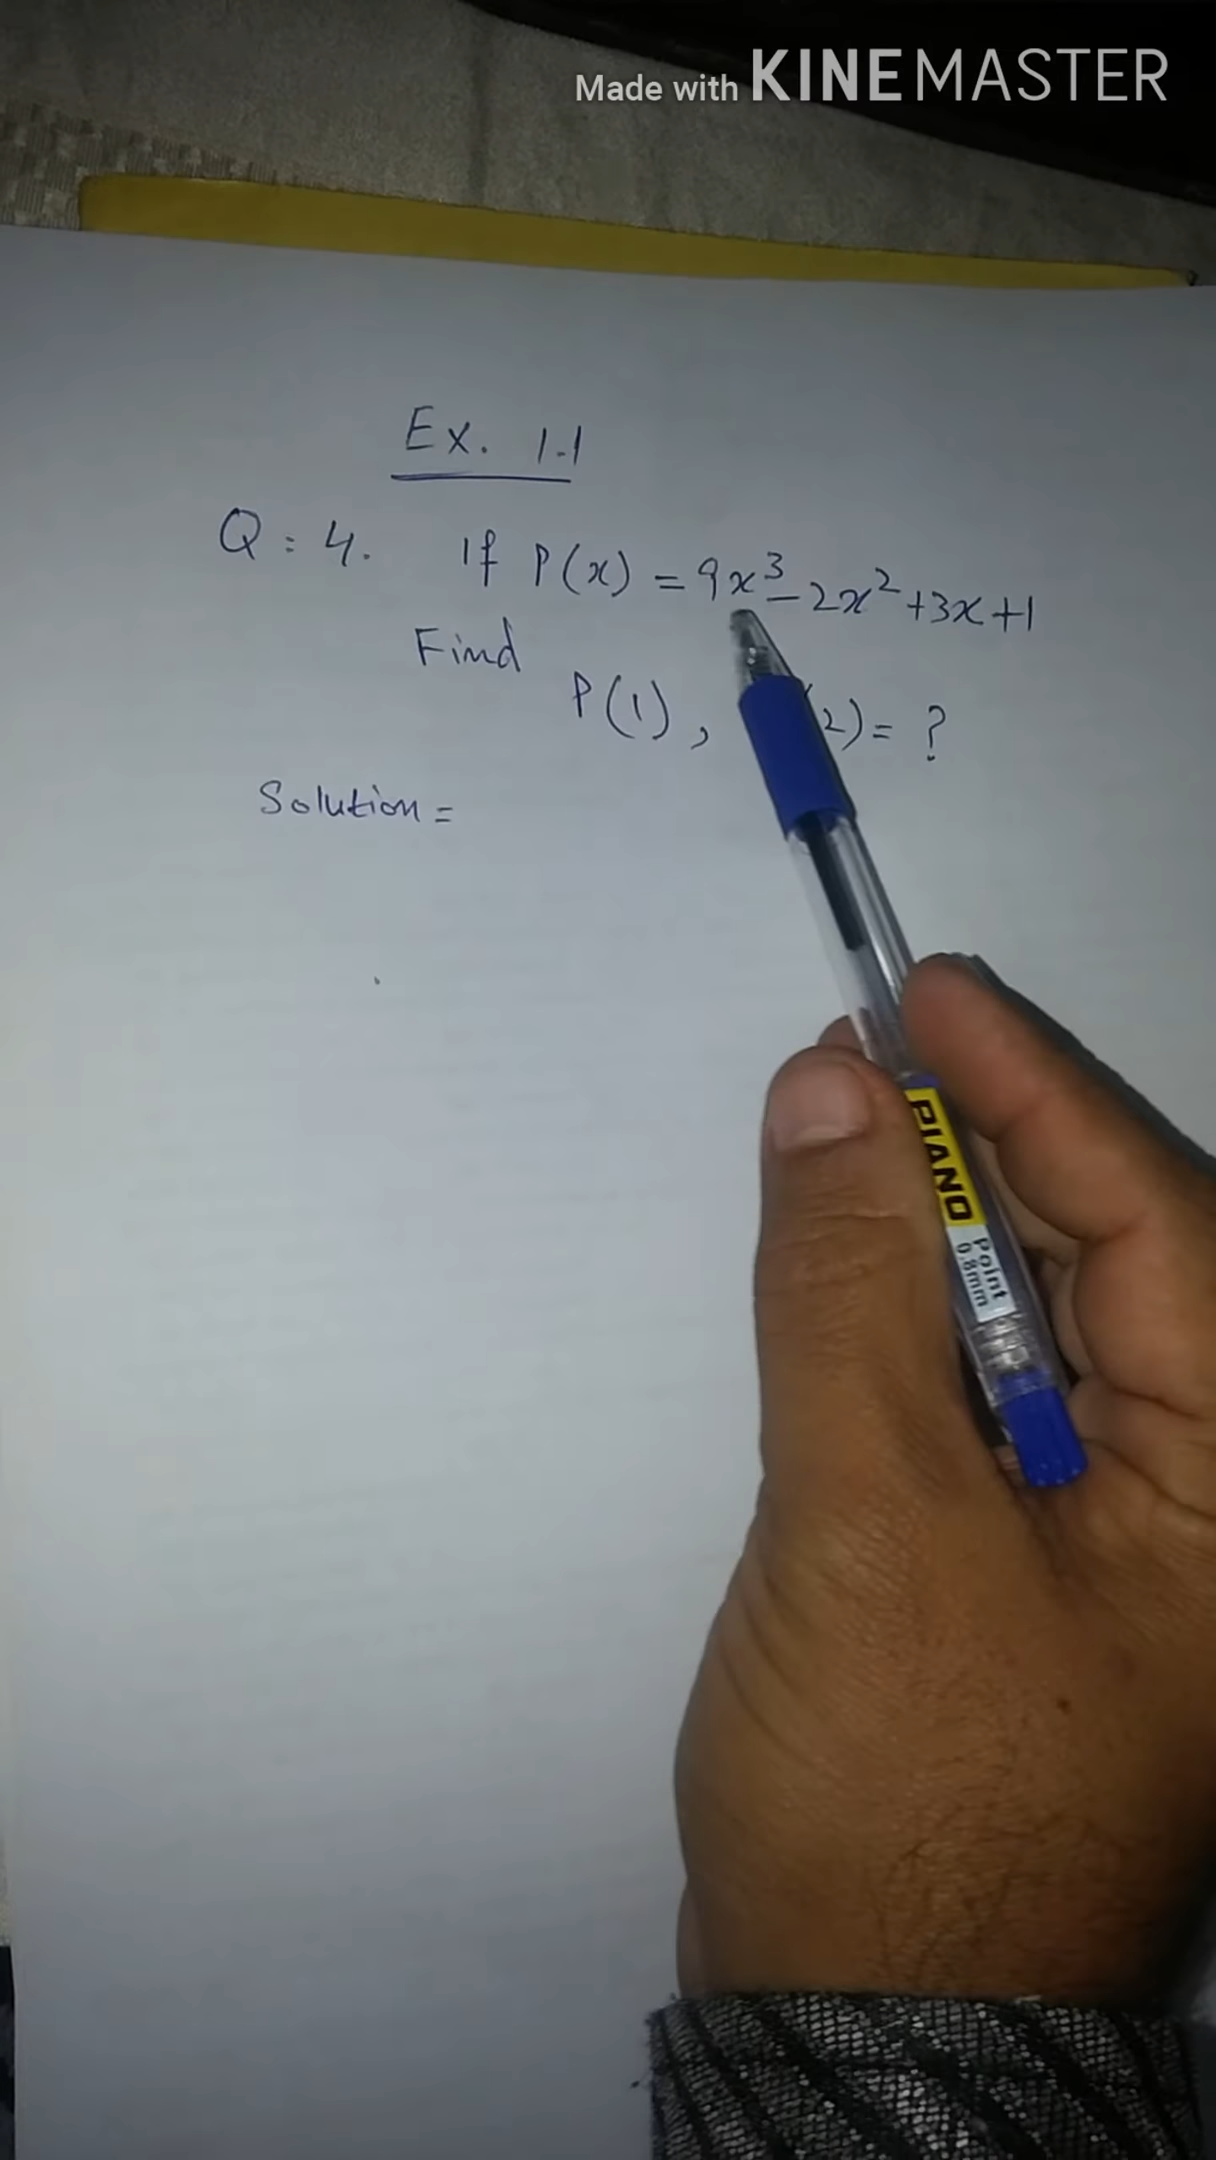 Made with KINEMASTER
Ex. 1.1
Q:4. If P(x) = 9x³-2x²+3x+1
Find
P(1), 2) = ?
Solution =
PIANO
Point
0.8mm